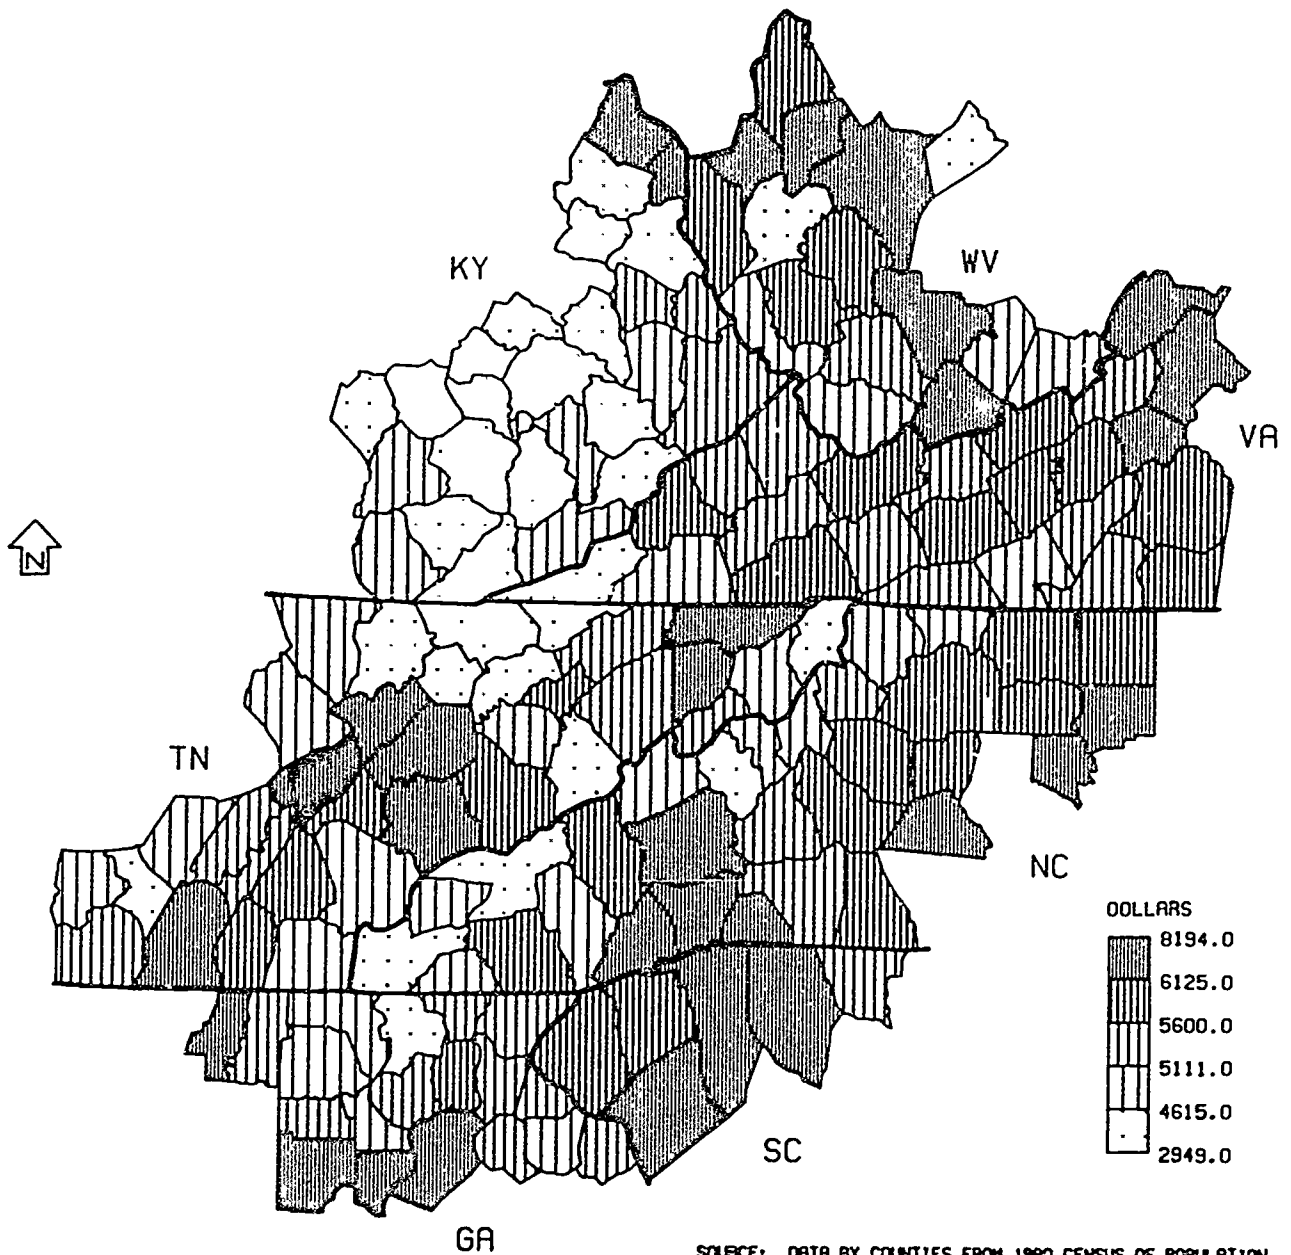 KY
WV
VA
N
TN
NC
DOLLARS
8194.0
6125.0
5600.0
5111.0
4615.0
2949.0
SC
GA
SOURCE: DATA BY COUNTIES FROM 1980 CENSUS OF POPULATION